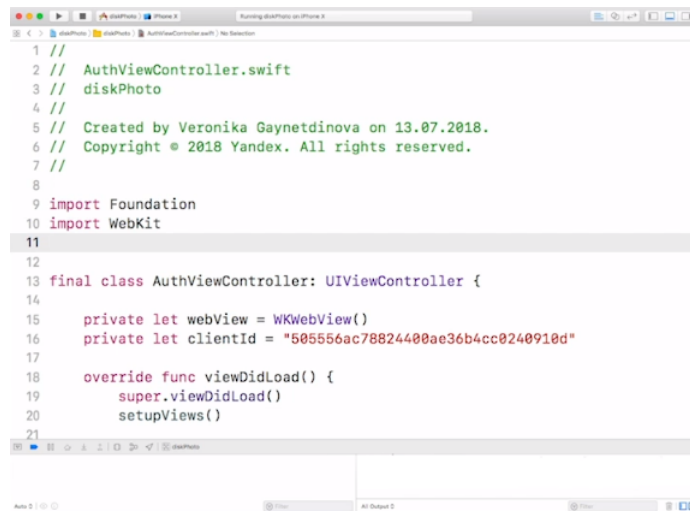 diskPhoto iPhone X Running diskPhoto on iPhone X
diskPhoto diskPhoto AuthViewController.swift No Selection
1 //
2 // AuthViewController.swift
3 // diskPhoto
4 //
5 // Created by Veronika Gaynetdinova on 13.07.2018.
6 // Copyright © 2018 Yandex. All rights reserved.
7 //
8
9 import Foundation
10 import WebKit
11
12
13 final class AuthViewController: UIViewController {
14
15 private let webView = WKWebView()
16 private let clientId = "505556ac78824400ae36b4cc0240910d"
17
18 override func viewDidLoad() {
19 super.viewDidLoad()
20 setupViews()
21
diskPhoto
Auto Filter All Output Filter